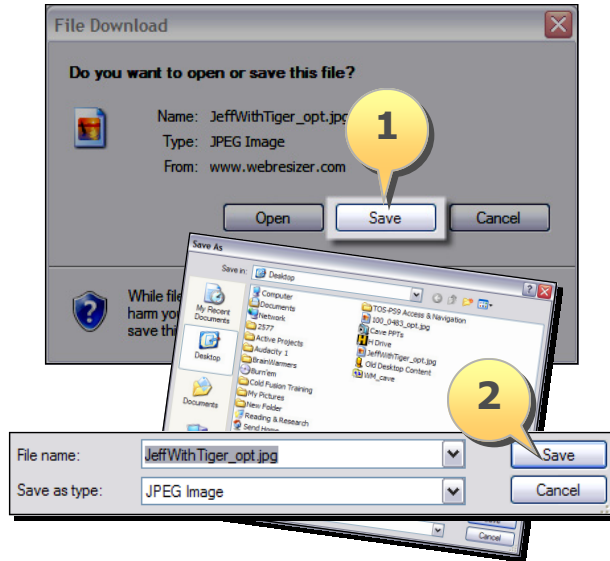 File Download
Do you want to open or save this file?
Name: JeffWithTiger_opt.jpg
Type: JPEG Image
From: www.webresizer.com
1
Open Save Cancel
While file
harm you
save thi
Save As
Save in: Desktop
My Recent Documents
Desktop
Documents
Computer
Documents
Network
2577
Active Projects
Audacity 1
BrainWarmers
Burn'em
Cold Fusion Training
My Pictures
New Folder
Reading & Research
Send Home
TOS-PS9 Access & Navigation
100_0483_opt.jpg
Cave PPTs
H Drive
JeffWithTiger_opt.jpg
Old Desktop Content
WM_cave
2
File name: JeffWithTiger_opt.jpg Save
Save as type: JPEG Image Cancel
Cancel